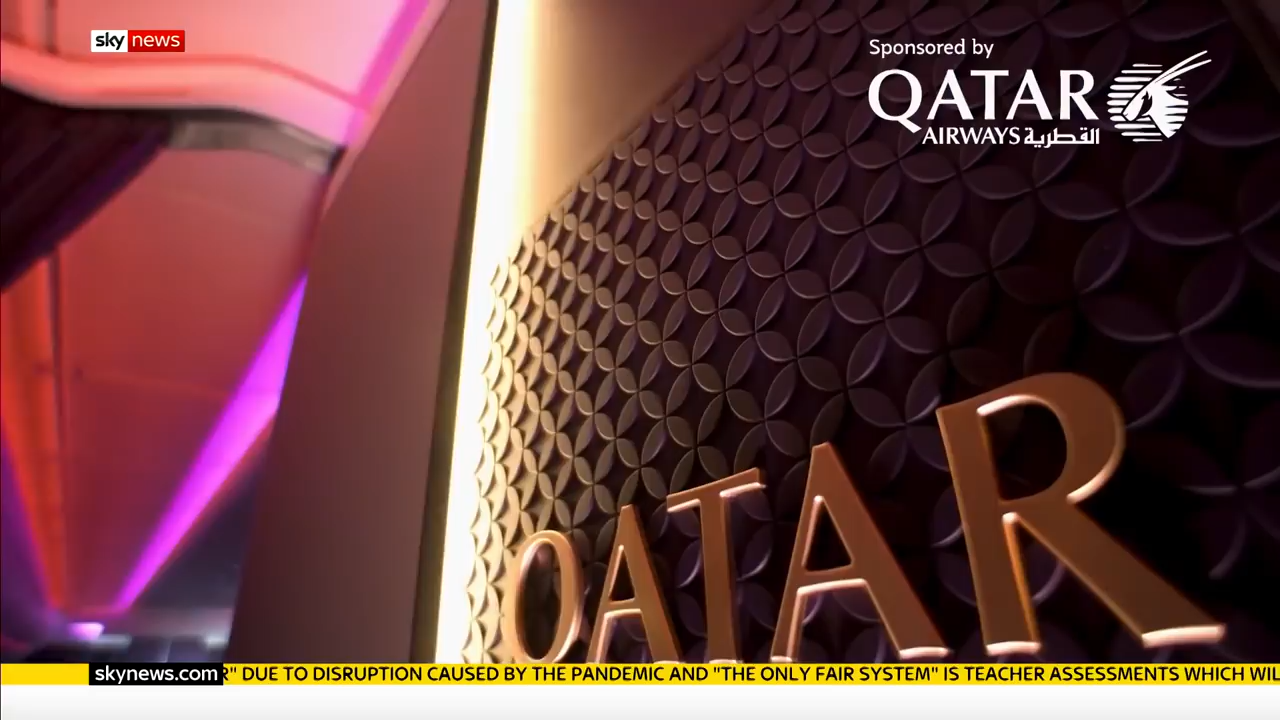 sky news
Sponsored by
QATAR
AIRWAYS القطرية
QATAR
skynews.com
R" DUE TO DISRUPTION CAUSED BY THE PANDEMIC AND "THE ONLY FAIR SYSTEM" IS TEACHER ASSESSMENTS WHICH WIL